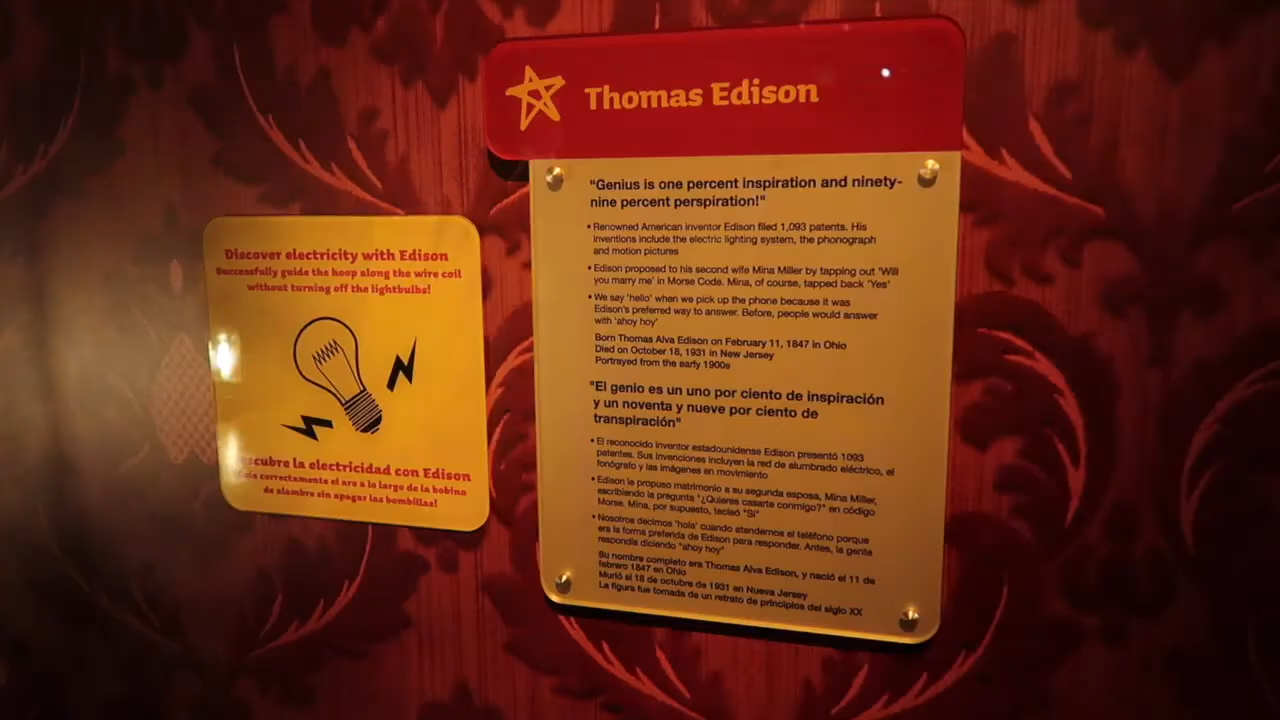 Discover electricity with Edison
Successfully guide the hoop along the wire coil
without turning off the lightbulbs!
scubre la electricidad con Edison
correctamente el aro a lo largo de la bobina
de alambre sin apagar las bombillas!
Thomas Edison
"Genius is one percent inspiration and ninety-
nine percent perspiration!"
• Renowned American inventor Edison filed 1,093 patents. His
inventions include the electric lighting system, the phonograph
and motion pictures
• Edison proposed to his second wife Mina Miller by tapping out 'Will
you marry me' in Morse Code. Mina, of course, tapped back 'Yes'
• We say 'hello' when we pick up the phone because it was
Edison's preferred way to answer. Before, people would answer
with 'ahoy hoy'
Born Thomas Alva Edison on February 11, 1847 in Ohio
Died on October 18, 1931 in New Jersey
Portrayed from the early 1900s
"El genio es un uno por ciento de inspiración
y un noventa y nueve por ciento de
transpiración"
• El reconocido inventor estadounidense Edison presentó 1093
patentes. Sus invenciones incluyen la red de alumbrado eléctrico, el
fonógrafo y las imágenes en movimiento
• Edison le propuso matrimonio a su segunda esposa, Mina Miller,
escribiendo la pregunta "¿Quieres casarte conmigo?" en código
Morse. Mina, por supuesto, tecleó "Sí"
• Nosotros decimos 'hola' cuando atendemos el teléfono porque
era la forma preferida de Edison para responder. Antes, la gente
respondía diciendo "ahoy hoy"
Su nombre completo era Thomas Alva Edison, y nació el 11 de
febrero 1847 en Ohio
Murió el 18 de octubre de 1931 en Nueva Jersey
La figura fue tomada de un retrato de principios del siglo XX